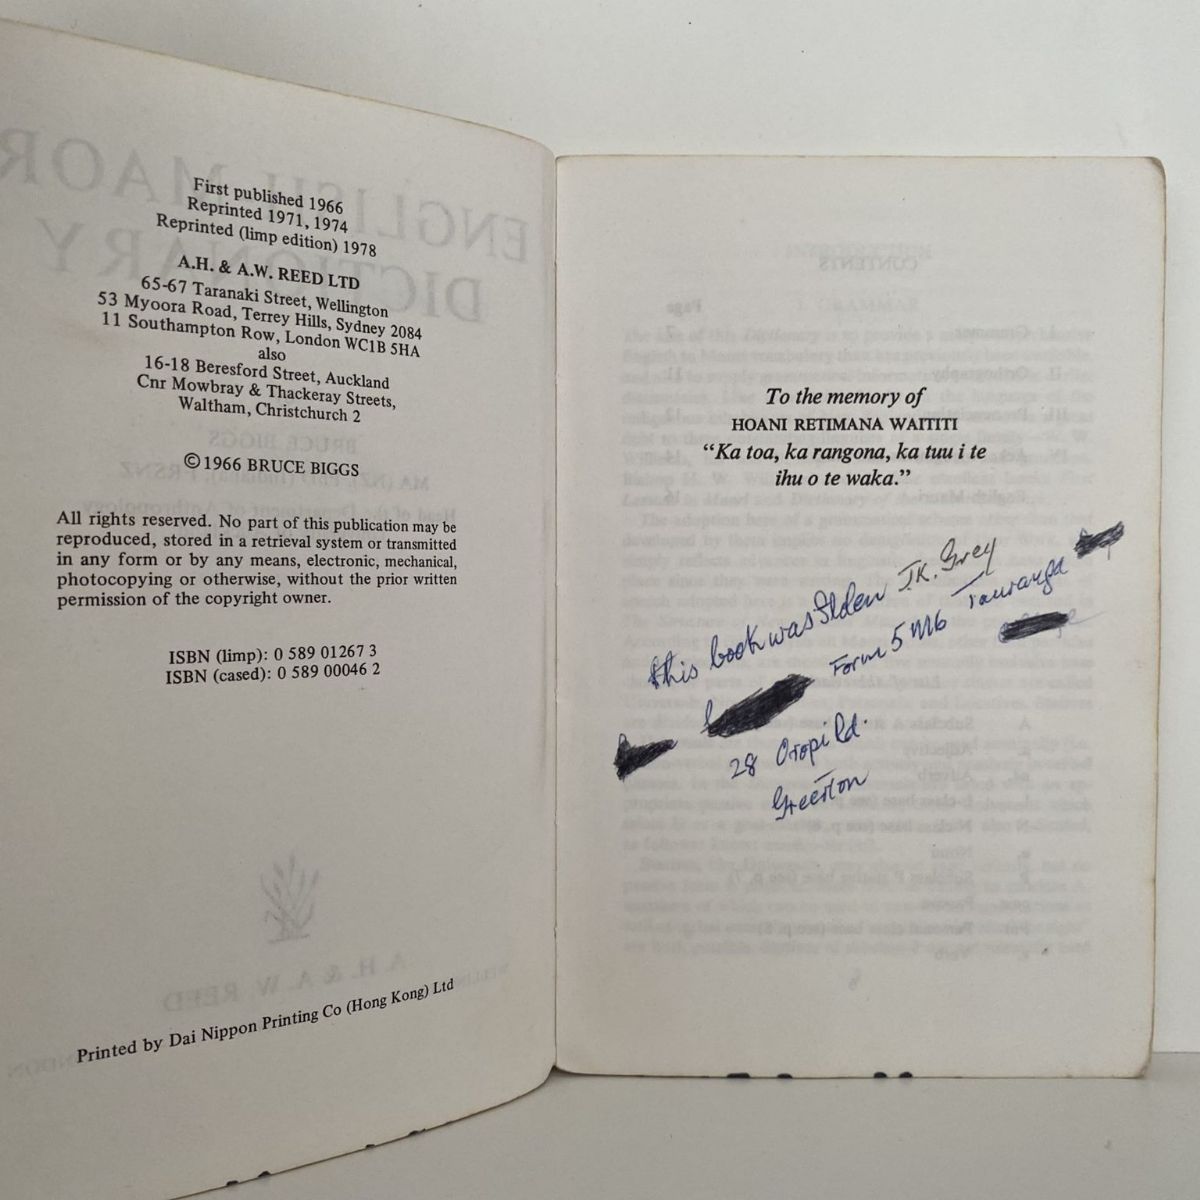 First published 1966
Reprinted 1971, 1974
Reprinted (limp edition) 1978
A.H. & A.W. REED LTD
65-67 Taranaki Street, Wellington
53 Myoora Road, Terrey Hills, Sydney 2084
11 Southampton Row, London WC1B 5HA
also
16-18 Beresford Street, Auckland
Cnr Mowbray & Thackeray Streets,
Waltham, Christchurch 2
©1966 BRUCE BIGGS
All rights reserved. No part of this publication may be
reproduced, stored in a retrieval system or transmitted
in any form or by any means, electronic, mechanical,
photocopying or otherwise, without the prior written
permission of the copyright owner.
ISBN (limp): 0 589 01267 3
ISBN (cased): 0 589 00046 2
Printed by Dai Nippon Printing Co (Hong Kong) Ltd
To the memory of
HOANI RETIMANA WAITITI
“Ka toa, ka rangona, ka tuu i te
ihu o te waka.”
this book was Stolen J.K. Grey
Form 5 M6 Tauranga
28 Oropi Rd.
Greerton